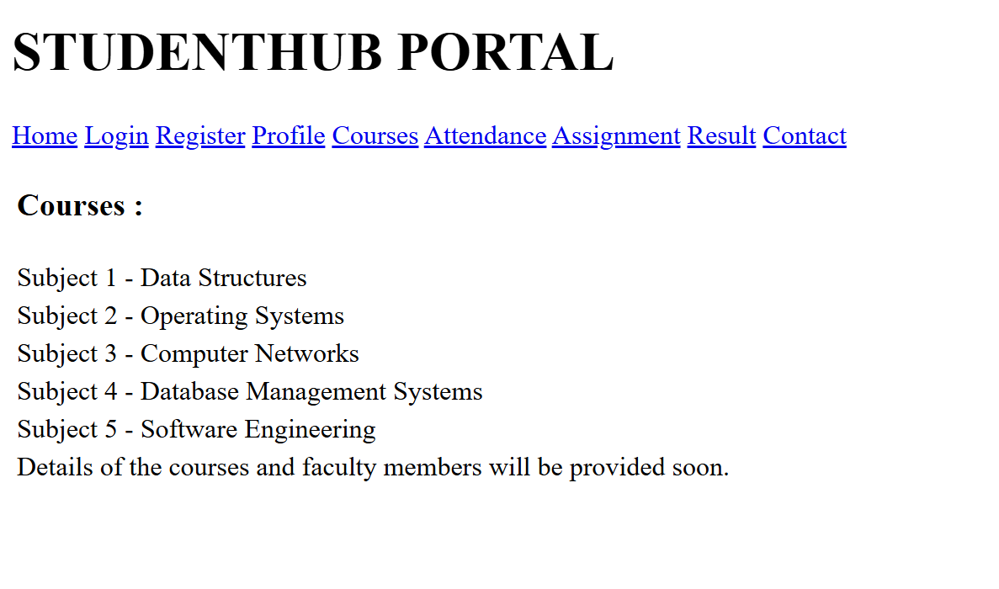 STUDENTHUB PORTAL
Home Login Register Profile Courses Attendance Assignment Result Contact
Courses :
Subject 1 - Data Structures
Subject 2 - Operating Systems
Subject 3 - Computer Networks
Subject 4 - Database Management Systems
Subject 5 - Software Engineering
Details of the courses and faculty members will be provided soon.